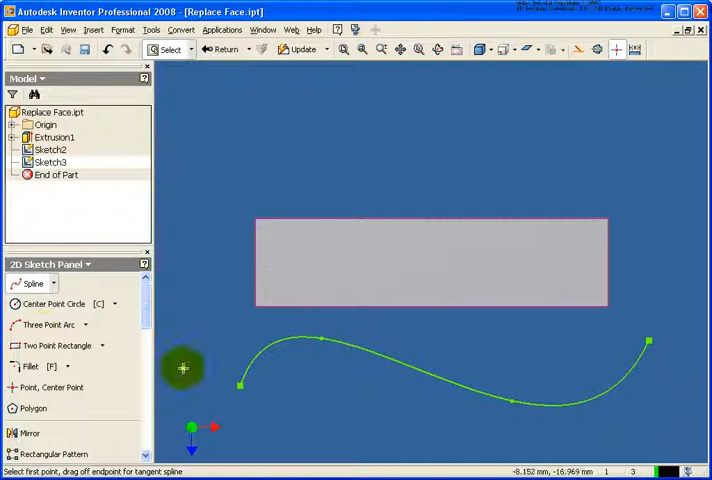 Autodesk Inventor Professional 2008 - [Replace Face.ipt]
File Edit View Insert Format Tools Convert Applications Window Web Help
Select Return Update
Model
Replace Face.ipt
Origin
Extrusion1
Sketch2
Sketch3
End of Part
2D Sketch Panel
Spline
Center Point Circle [C]
Three Point Arc
Two Point Rectangle
Fillet [F]
Point, Center Point
Polygon
Mirror
Rectangular Pattern
Select first point, drag off endpoint for tangent spline
-8.152 mm, -16.969 mm 1 3